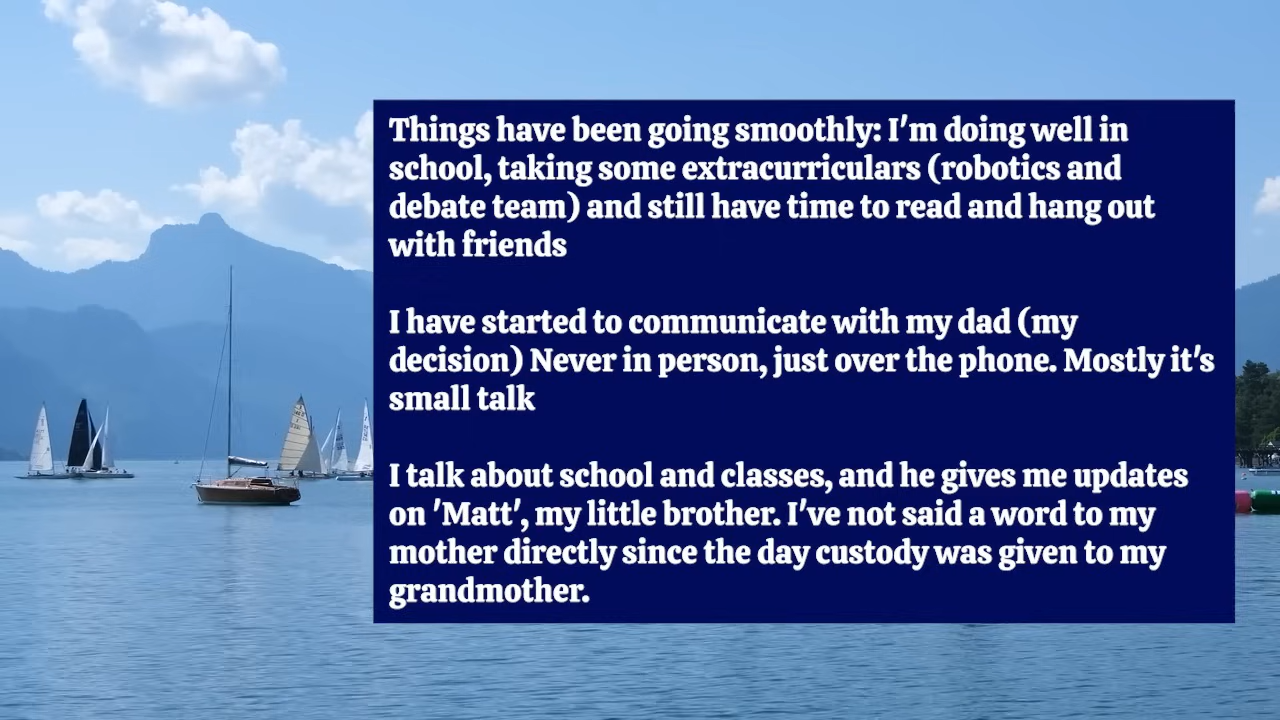 Things have been going smoothly: I'm doing well in
school, taking some extracurriculars (robotics and
debate team) and still have time to read and hang out
with friends
I have started to communicate with my dad (my
decision) Never in person, just over the phone. Mostly it's
small talk
I talk about school and classes, and he gives me updates
on 'Matt', my little brother. I've not said a word to my
mother directly since the day custody was given to my
grandmother.